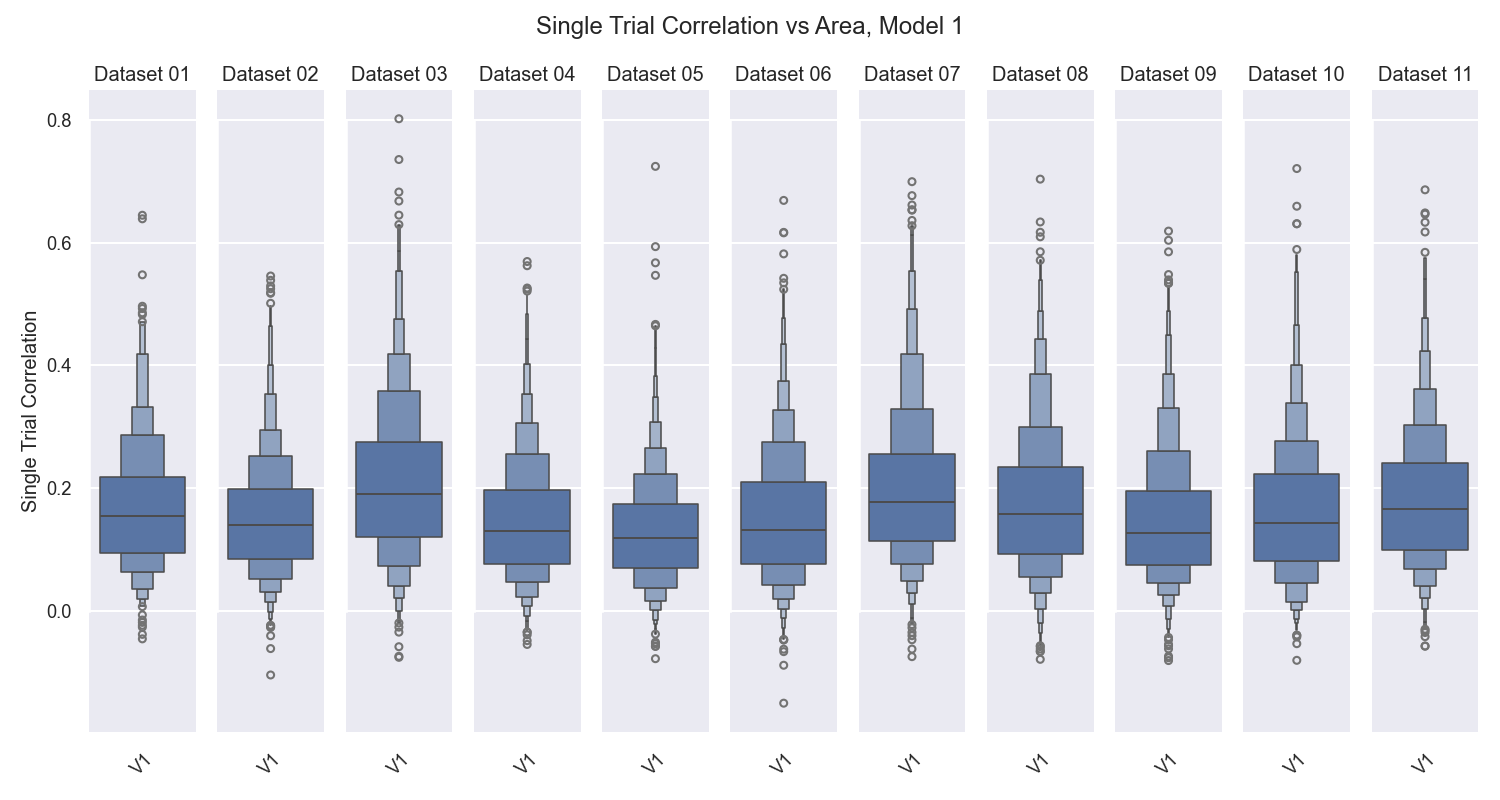 Single Trial Correlation vs Area, Model 1
Dataset 01 Dataset 02 Dataset 03 Dataset 04 Dataset 05 Dataset 06 Dataset 07 Dataset 08 Dataset 09 Dataset 10 Dataset 11
0.8
0.6
0.4
0.2
0.0
Single Trial Correlation
V1 V1 V1 V1 V1 V1 V1 V1 V1 V1 V1